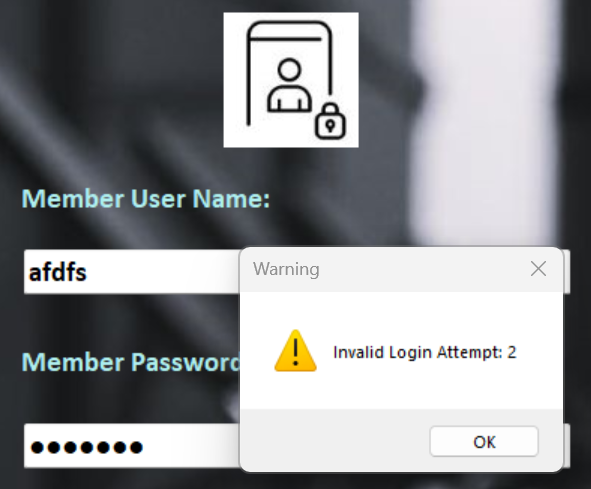 Member User Name:
afdfs
Warning
Invalid Login Attempt: 2
Member Password
OK